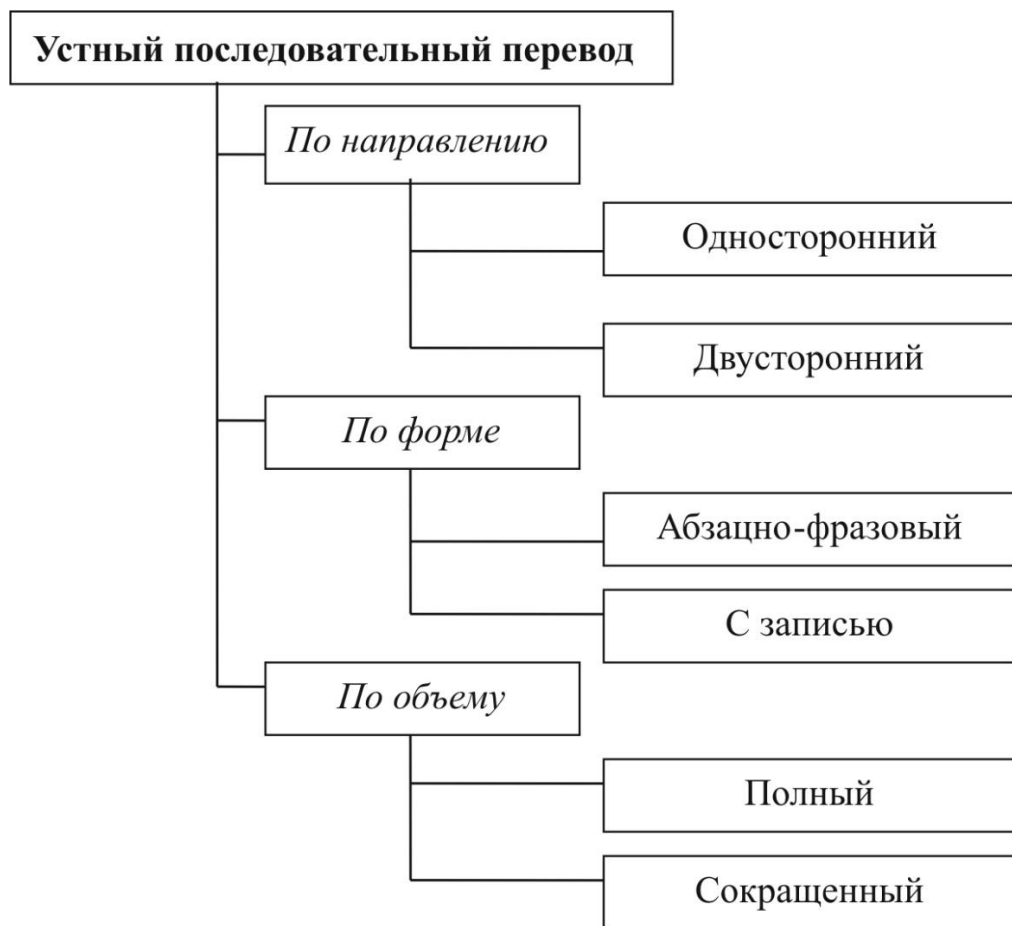 Устный последовательный перевод
По направлению
Односторонний
Двусторонний
По форме
Абзацно-фразовый
С записью
По объему
Полный
Сокращенный